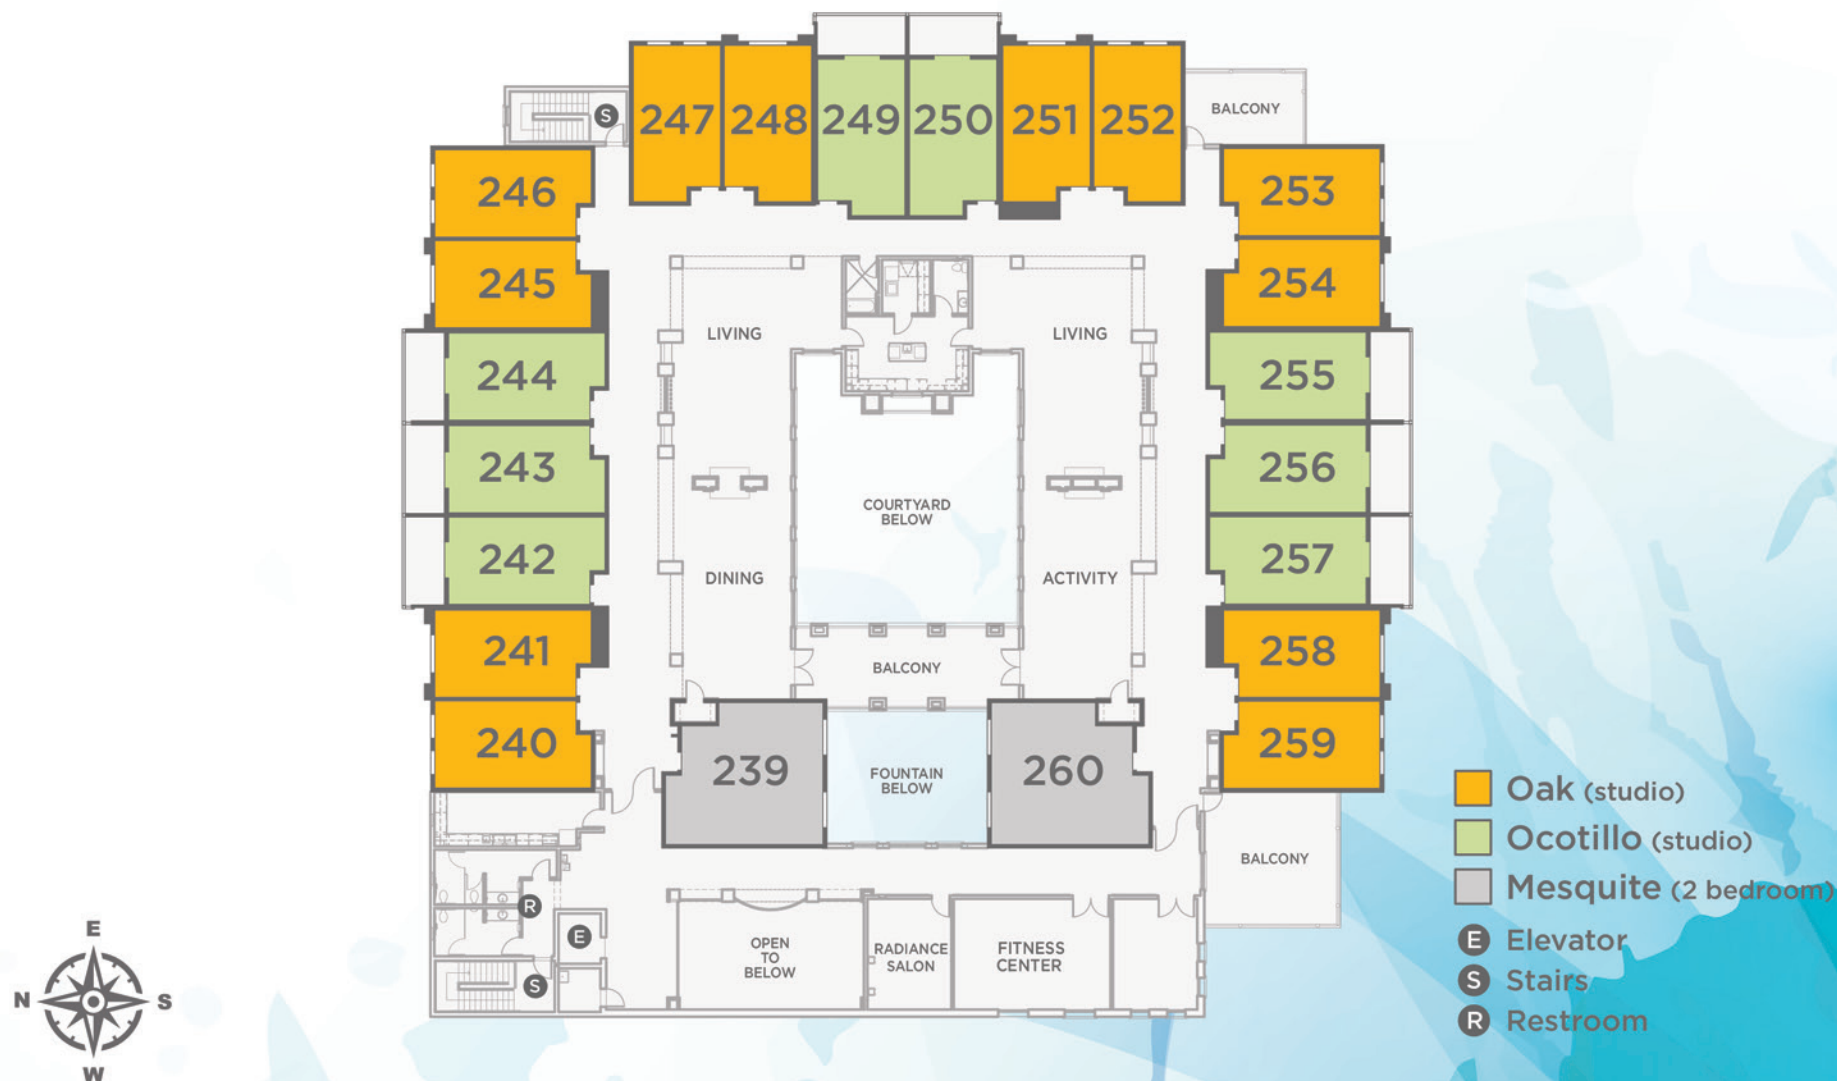 247 248 249 250 251 252
BALCONY
S
246
253
245
254
LIVING
LIVING
244
255
243
256
COURTYARD
BELOW
242
257
DINING
ACTIVITY
241
258
BALCONY
240
259
239
FOUNTAIN
BELOW
260
BALCONY
R
E
OPEN
TO
BELOW
RADIANCE
SALON
FITNESS
CENTER
S
Oak (studio)
Ocotillo (studio)
Mesquite (2 bedroom)
E Elevator
S Stairs
R Restroom
E
N S
W